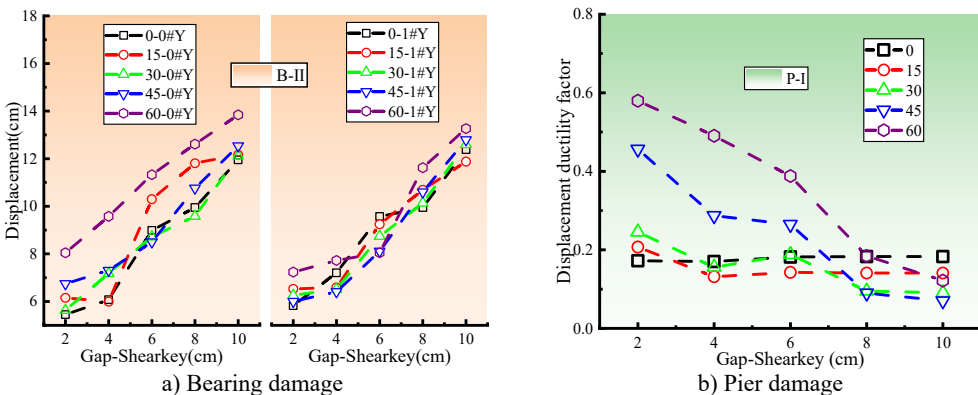 18
16
14
12
10
8
6
Displacement(cm)
0-0#Y
15-0#Y
30-0#Y
45-0#Y
60-0#Y
B-II
0-1#Y
15-1#Y
30-1#Y
45-1#Y
60-1#Y
2 4 6 8 10 2 4 6 8 10
Gap-Shearkey(cm) Gap-Shearkey(cm)
a) Bearing damage
0.8
0.6
0.4
0.2
0.0
Displacement ductility factor
P-I
0
15
30
45
60
2 4 6 8 10
Gap-Shearkey (cm)
b) Pier damage